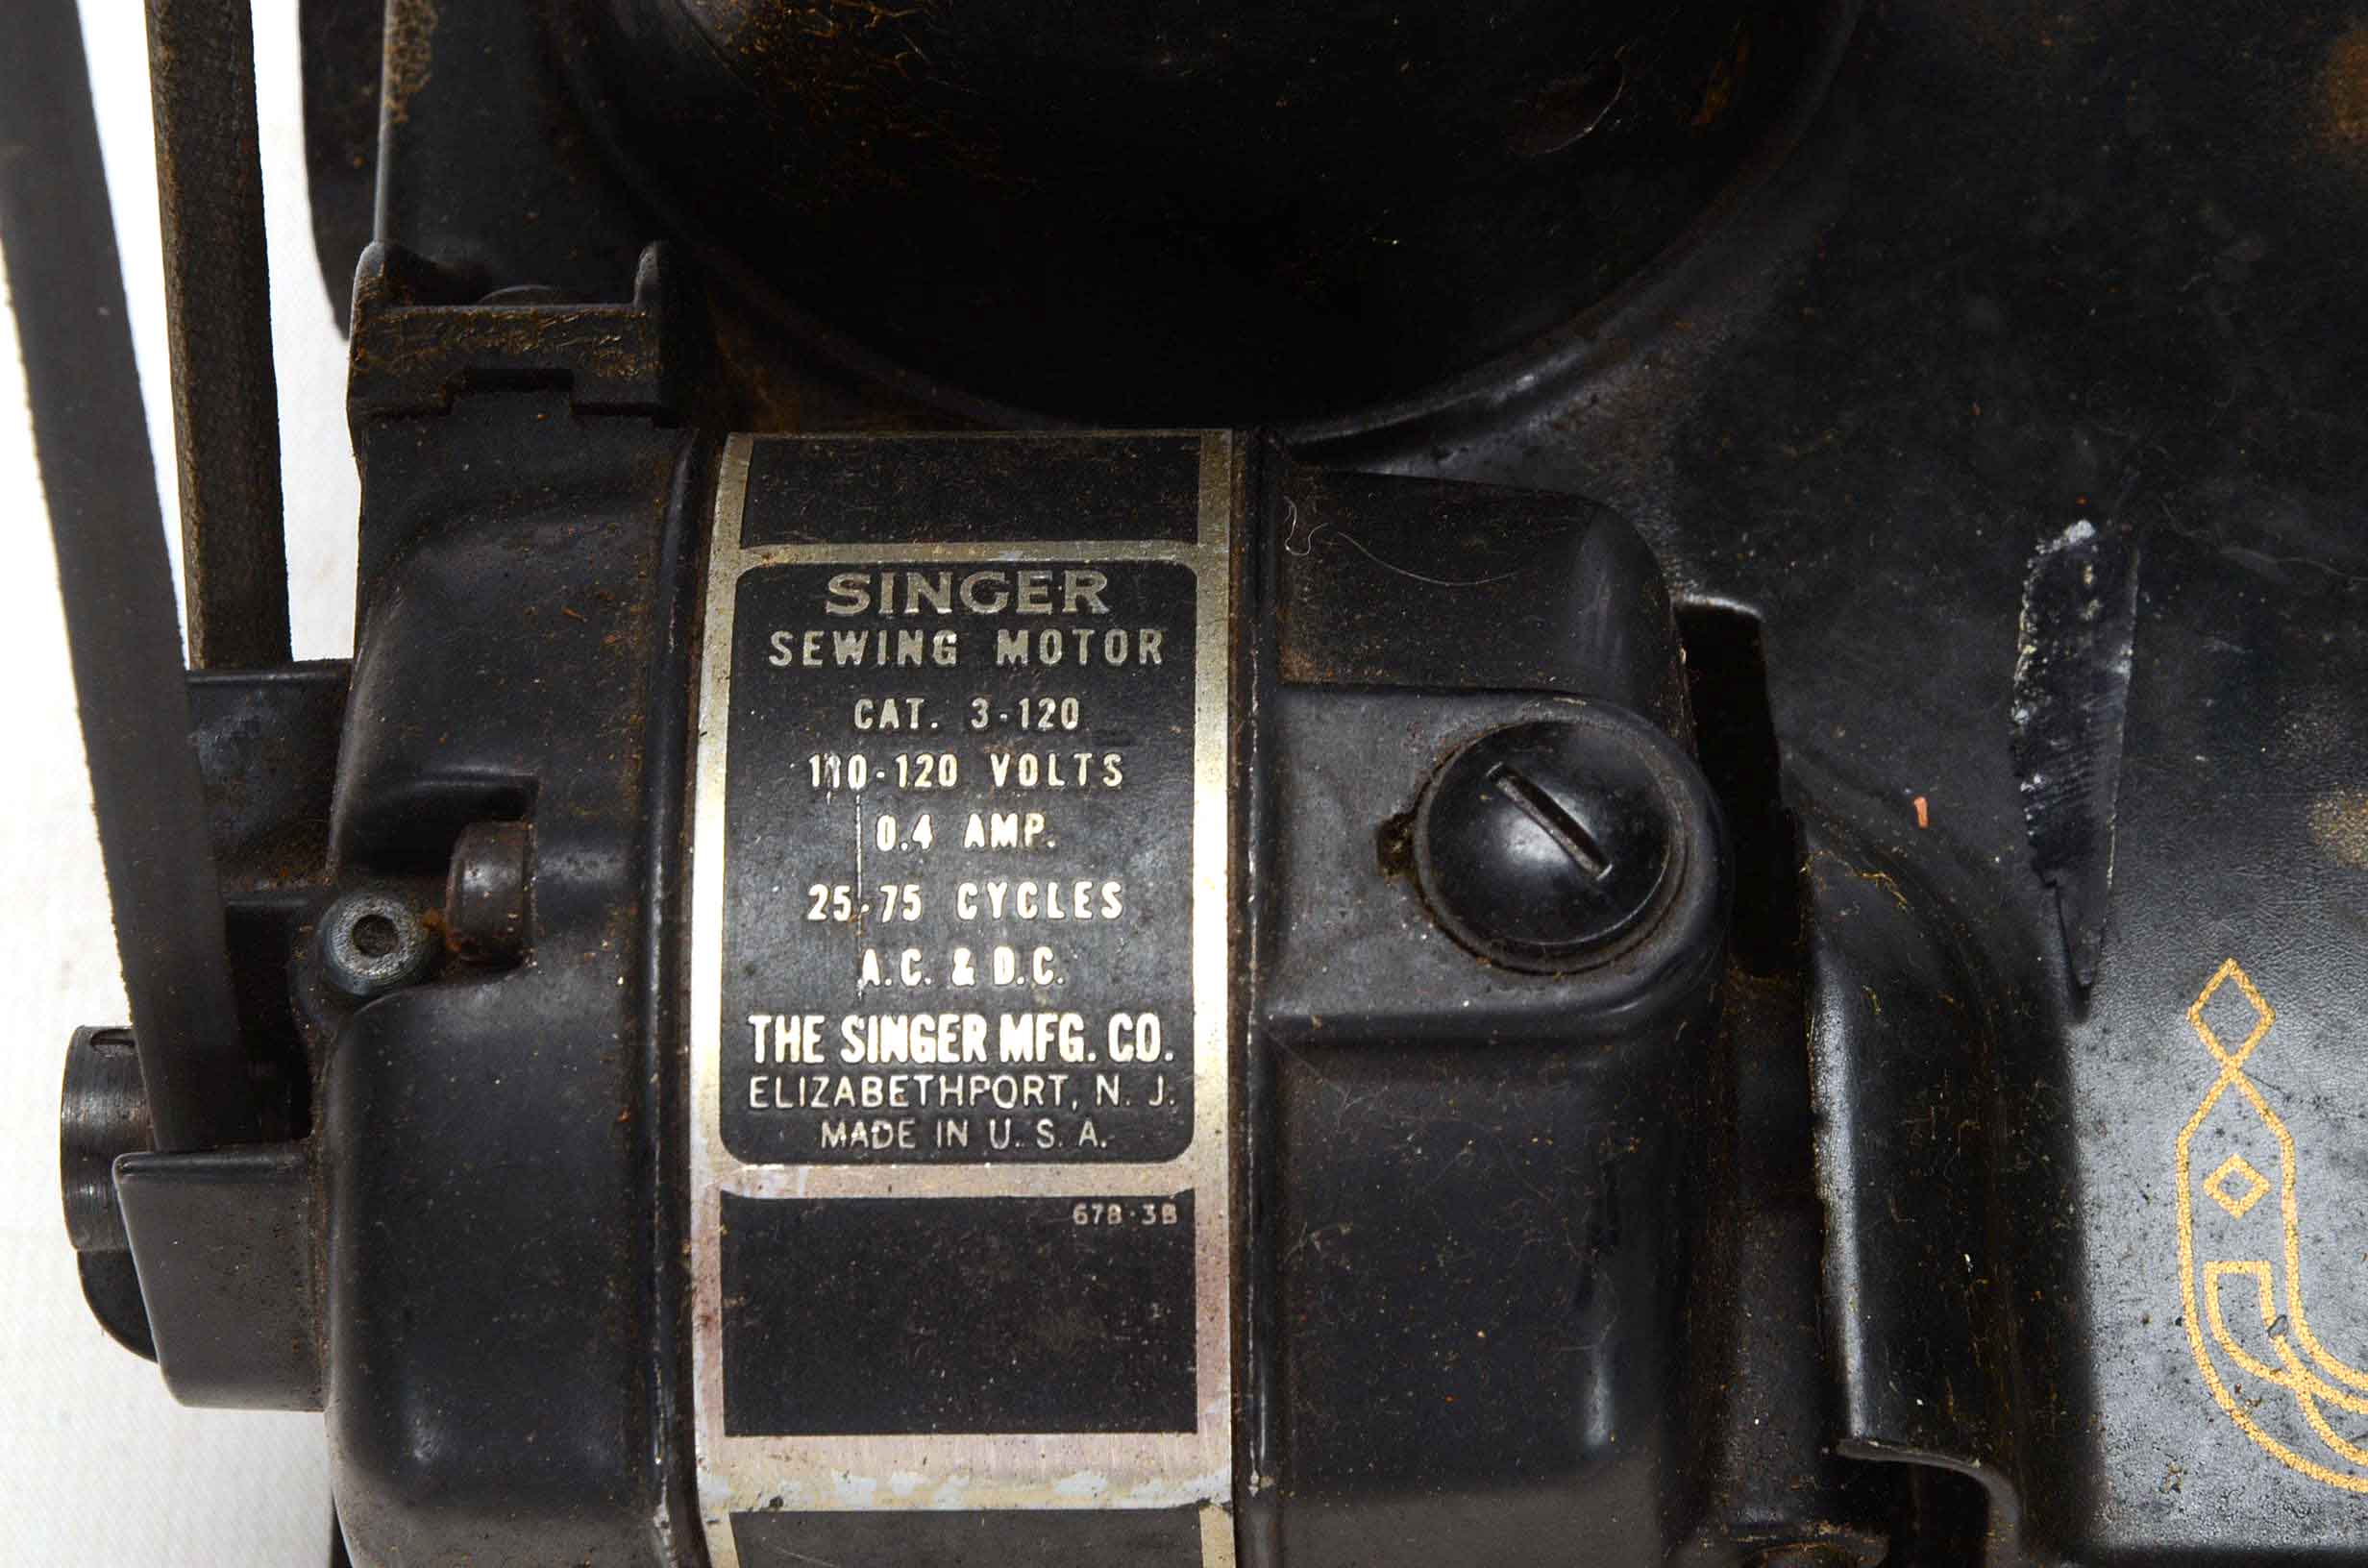 SINGER
SEWING MOTOR
CAT. 3-120
110-120 VOLTS
0.4 AMP.
25-75 CYCLES
A.C. & D.C.
THE SINGER MFG. CO.
ELIZABETHPORT, N. J.
MADE IN U. S. A.
678-3B